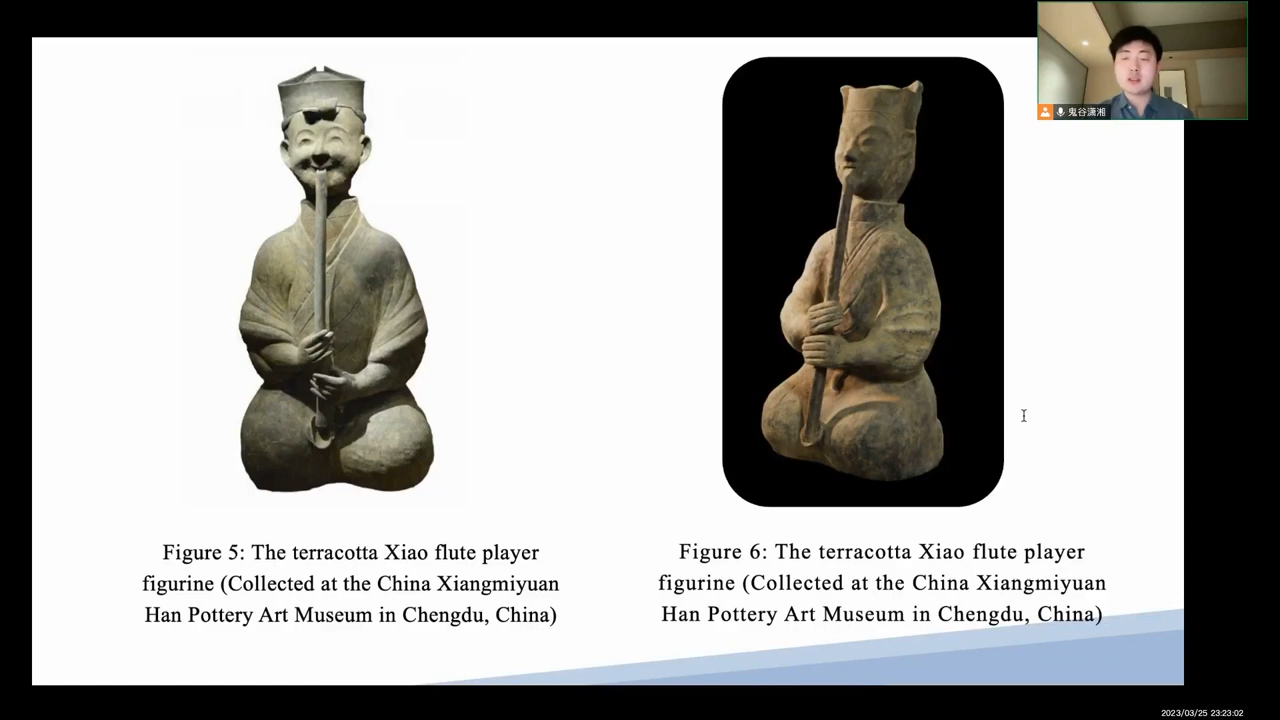 鬼谷潇湘
Figure 5: The terracotta Xiao flute player
figurine (Collected at the China Xiangmiyuan
Han Pottery Art Museum in Chengdu, China)
Figure 6: The terracotta Xiao flute player
figurine (Collected at the China Xiangmiyuan
Han Pottery Art Museum in Chengdu, China)
2023/03/25 23:23:02